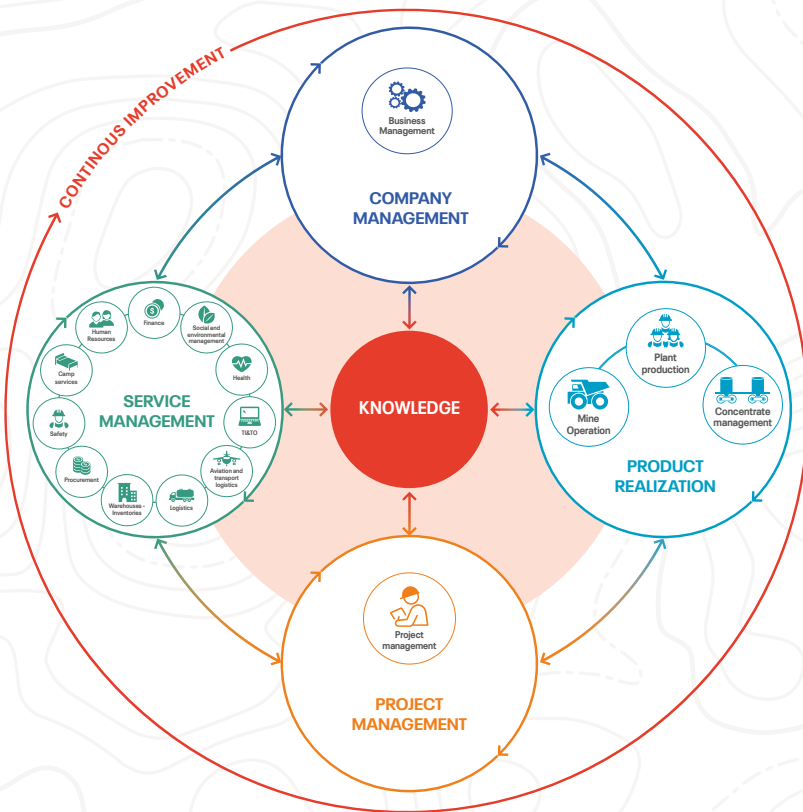 CONTINOUS IMPROVEMENT
Business
Management
COMPANY
MANAGEMENT
Finance
Human
Resources
Social and
environmental
management
Camp
services
Health
SERVICE
MANAGEMENT
Safety
TI&TO
Procurement
Aviation and
transport
logistics
Warehouses -
Inventories
Logistics
KNOWLEDGE
Plant
production
Mine
Operation
Concentrate
management
PRODUCT
REALIZATION
Project
management
PROJECT
MANAGEMENT